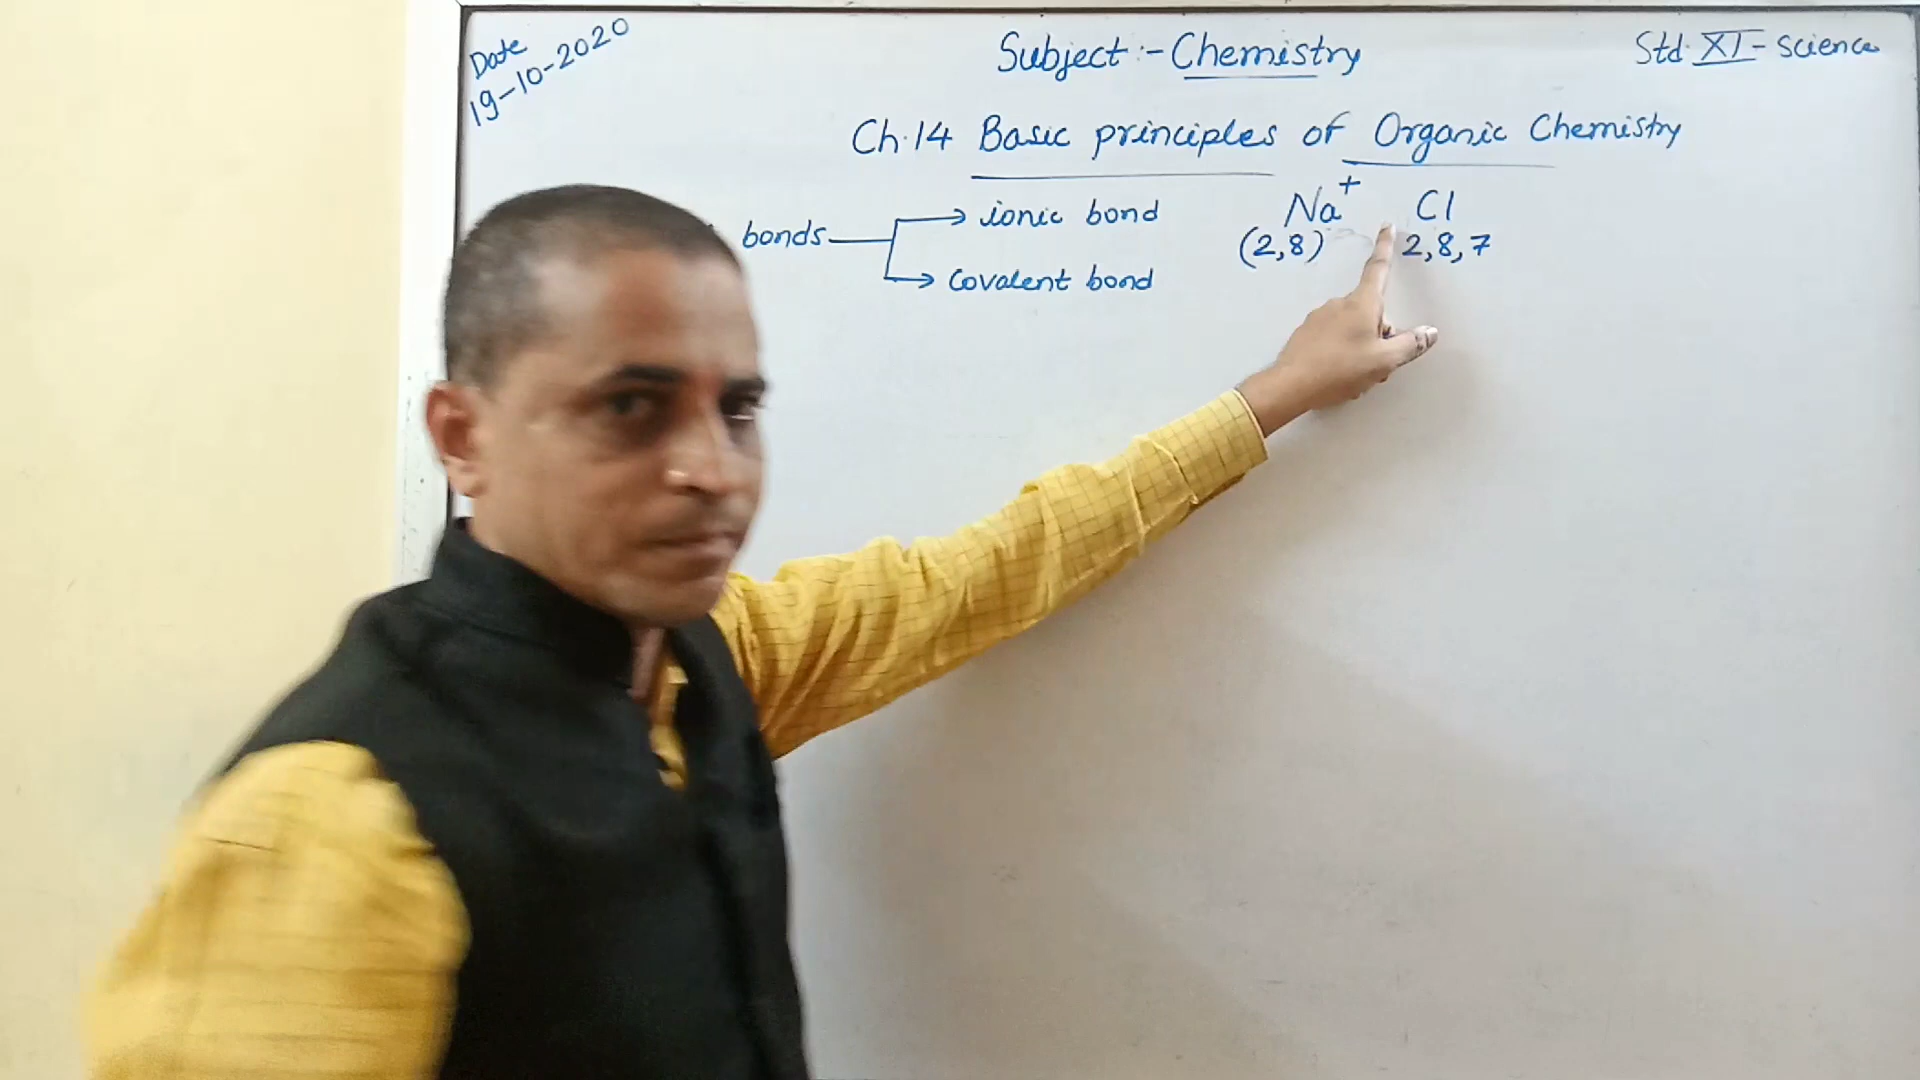 Date
19-10-2020
Subject :- Chemistry
Std. XI - Science
Ch.14 Basic principles of Organic Chemistry
bonds → ionic bond
→ Covalent bond
Na⁺ Cl
(2,8) 2,8,7